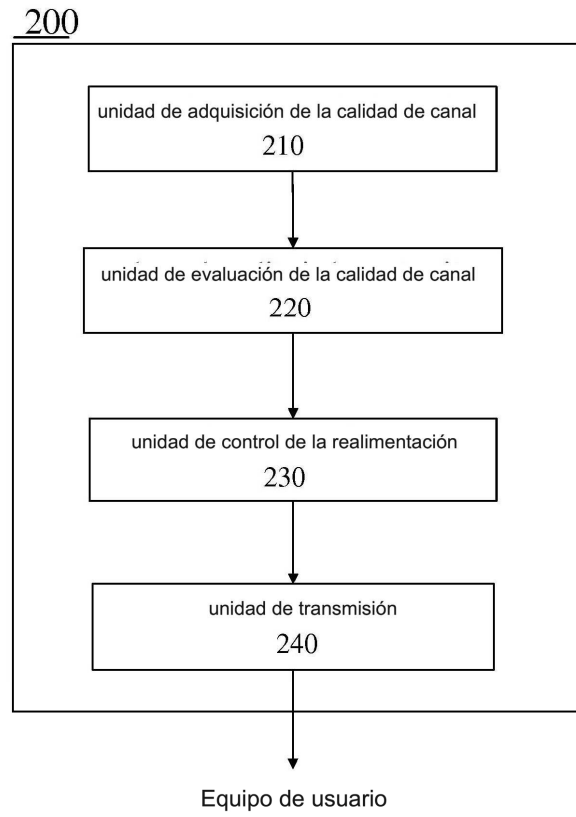 200
unidad de adquisición de la calidad de canal
210
unidad de evaluación de la calidad de canal
220
unidad de control de la realimentación
230
unidad de transmisión
240
Equipo de usuario